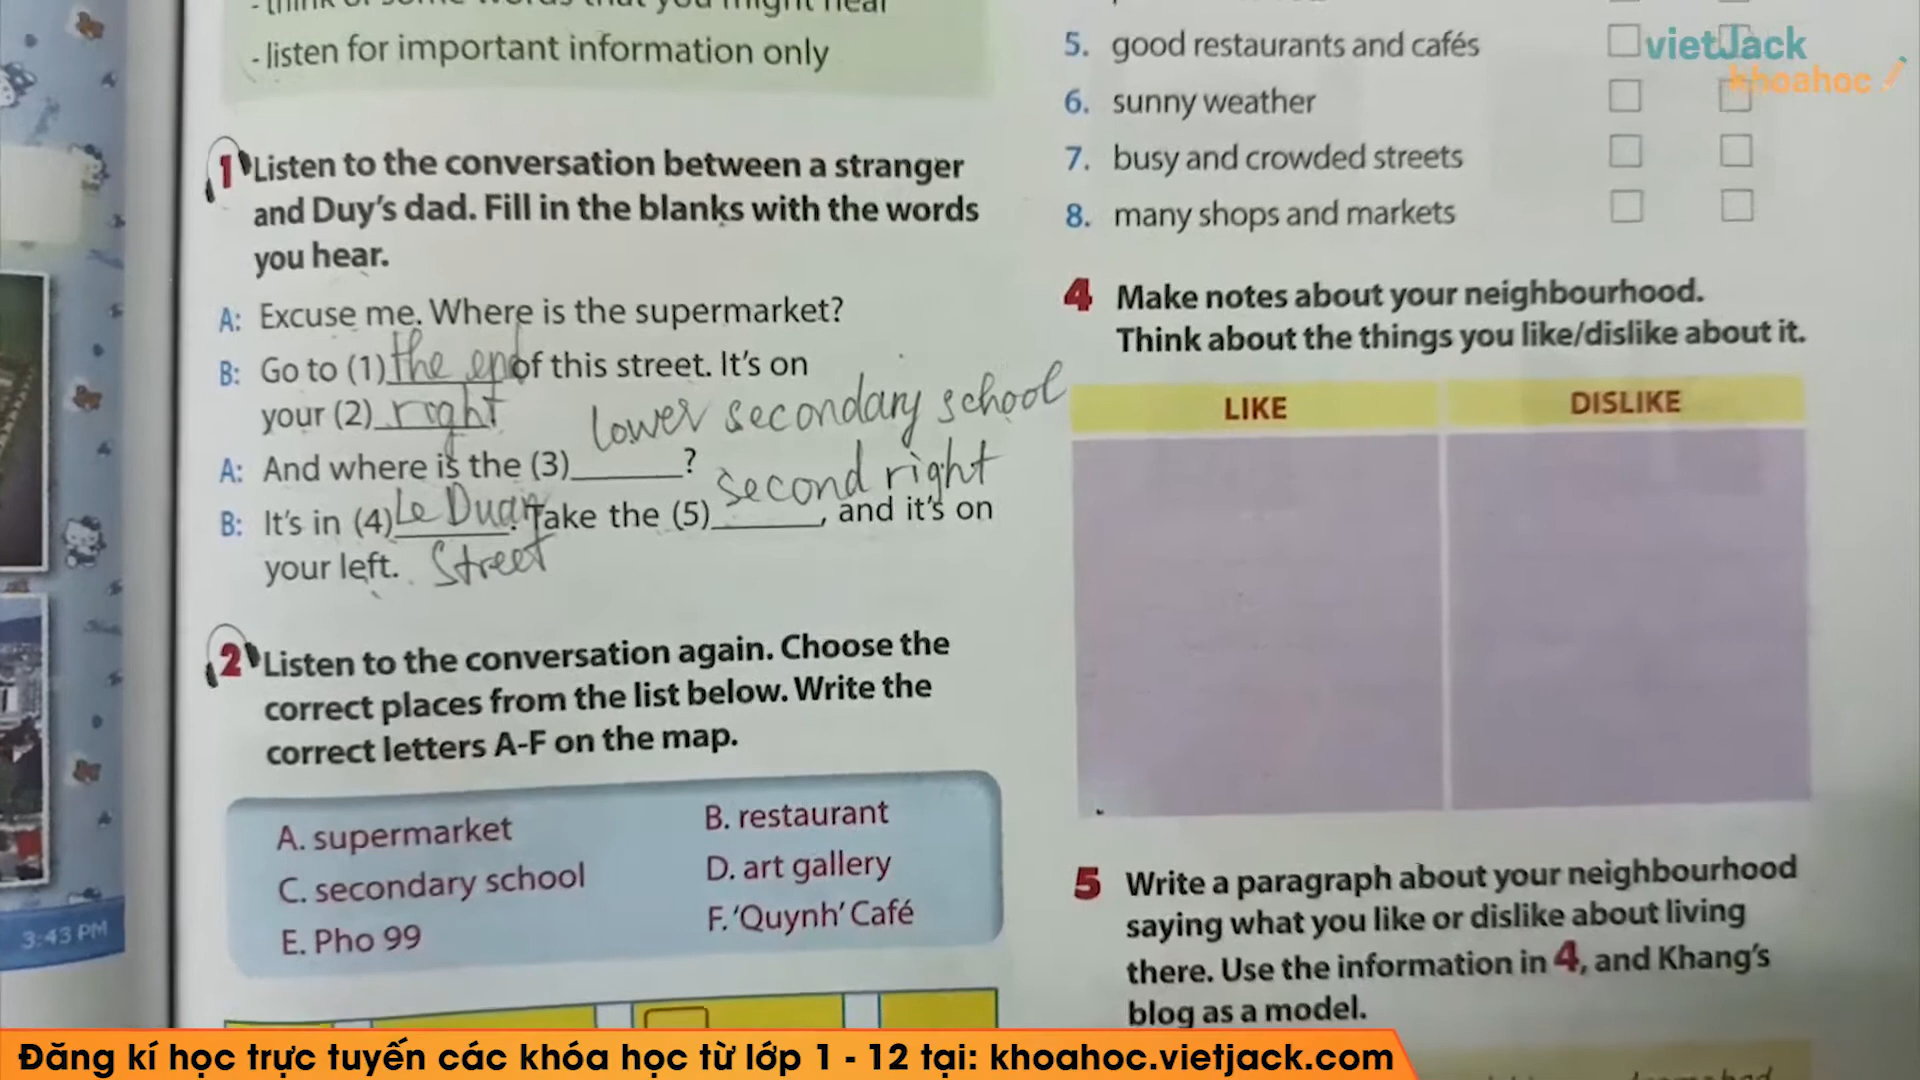 - listen for important information only
1 Listen to the conversation between a stranger
and Duy's dad. Fill in the blanks with the words
you hear.
A: Excuse me. Where is the supermarket?
B: Go to (1) the end of this street. It's on
your (2) right
lower secondary school
A: And where is the (3)______?
second right
B: It's in (4) Le Duan. Take the (5)______, and it's on
your left. Street
2 Listen to the conversation again. Choose the
correct places from the list below. Write the
correct letters A-F on the map.
A. supermarket
B. restaurant
C. secondary school
D. art gallery
E. Pho 99
F. 'Quynh' Café
5. good restaurants and cafés
6. sunny weather
7. busy and crowded streets
8. many shops and markets
4 Make notes about your neighbourhood.
Think about the things you like/dislike about it.
LIKE
DISLIKE
5 Write a paragraph about your neighbourhood
saying what you like or dislike about living
there. Use the information in 4, and Khang's
blog as a model.
3:43 PM
vietJack
khoahoc
Đăng kí học trực tuyến các khóa học từ lớp 1 - 12 tại: khoahoc.vietjack.com